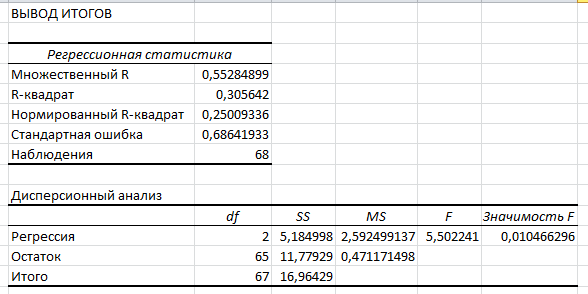 ВЫВОД ИТОГОВ
Регрессионная статистика
Множественный R 0,55284899
R-квадрат 0,305642
Нормированный R-квадрат 0,25009336
Стандартная ошибка 0,68641933
Наблюдения 68
Дисперсионный анализ
df SS MS F Значимость F
Регрессия 2 5,184998 2,592499137 5,502241 0,010466296
Остаток 65 11,77929 0,471171498
Итого 67 16,96429